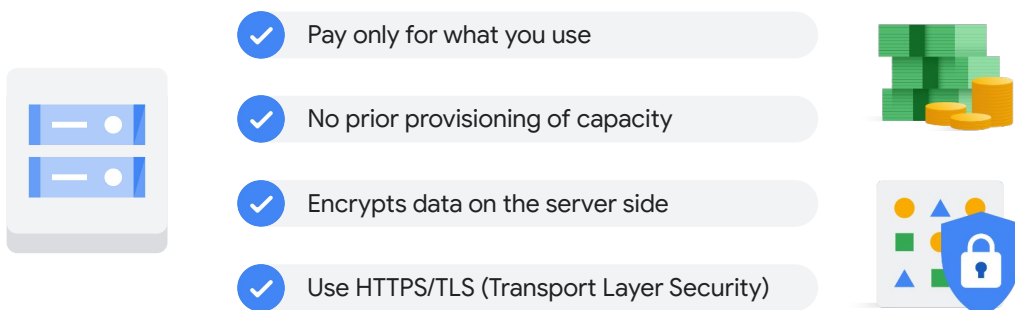 Pay only for what you use
No prior provisioning of capacity
Encrypts data on the server side
Use HTTPS/TLS (Transport Layer Security)